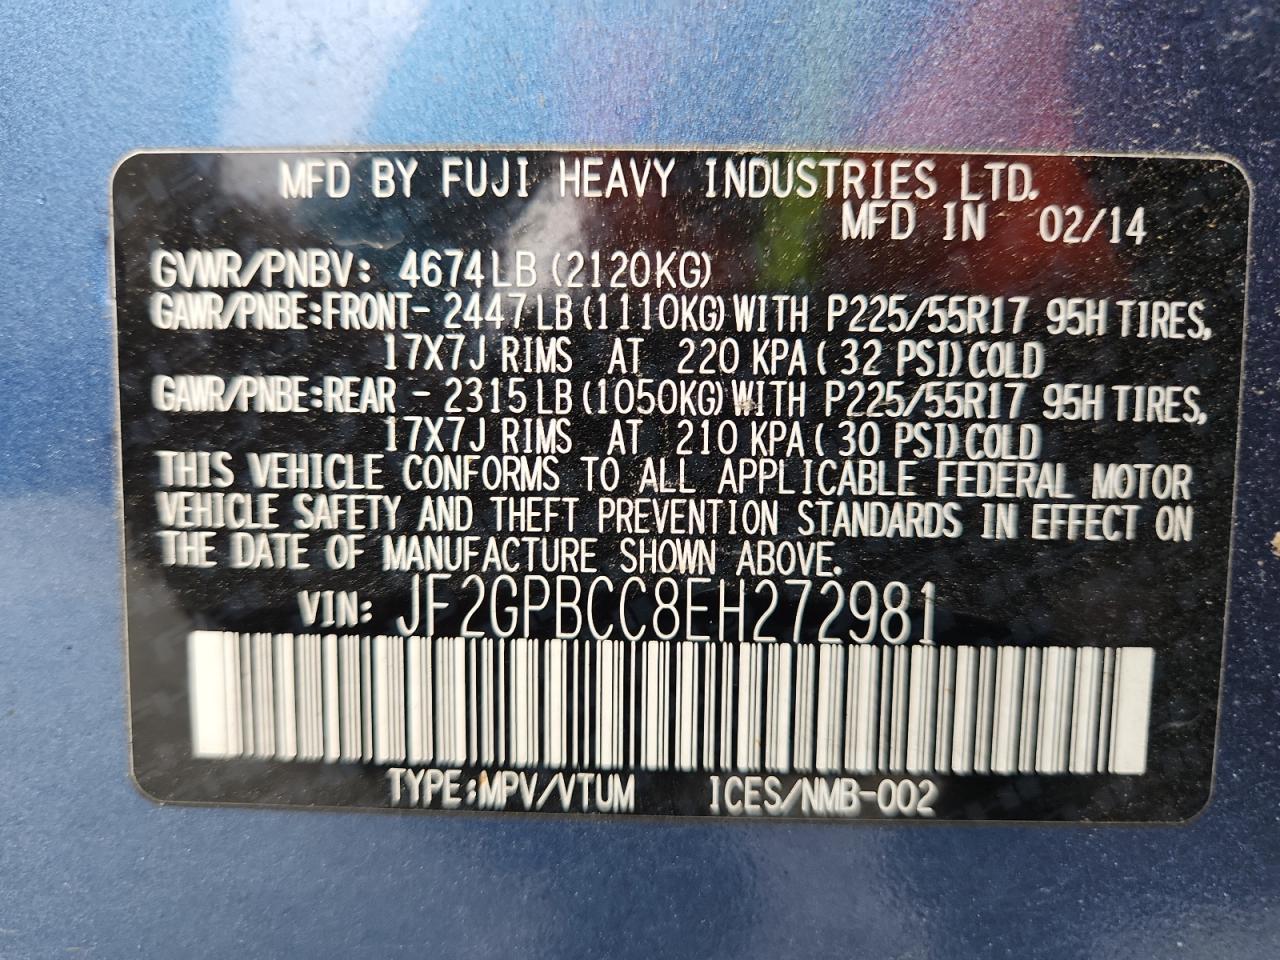 MFD BY FUJI HEAVY INDUSTRIES LTD.
MFD IN 02/14
GVWR/PNBV: 4674LB (2120KG)
GAWR/PNBE:FRONT- 2447LB (1110KG) WITH P225/55R17 95H TIRES,
17X7J RIMS AT 220 KPA ( 32 PSI) COLD
GAWR/PNBE:REAR - 2315LB (1050KG) WITH P225/55R17 95H TIRES,
17X7J RIMS AT 210 KPA ( 30 PSI) COLD
THIS VEHICLE CONFORMS TO ALL APPLICABLE FEDERAL MOTOR
VEHICLE SAFETY AND THEFT PREVENTION STANDARDS IN EFFECT ON
THE DATE OF MANUFACTURE SHOWN ABOVE.
VIN: JF2GPBCC8EH272981
TYPE:MPV/VTUM ICES/NMB-002